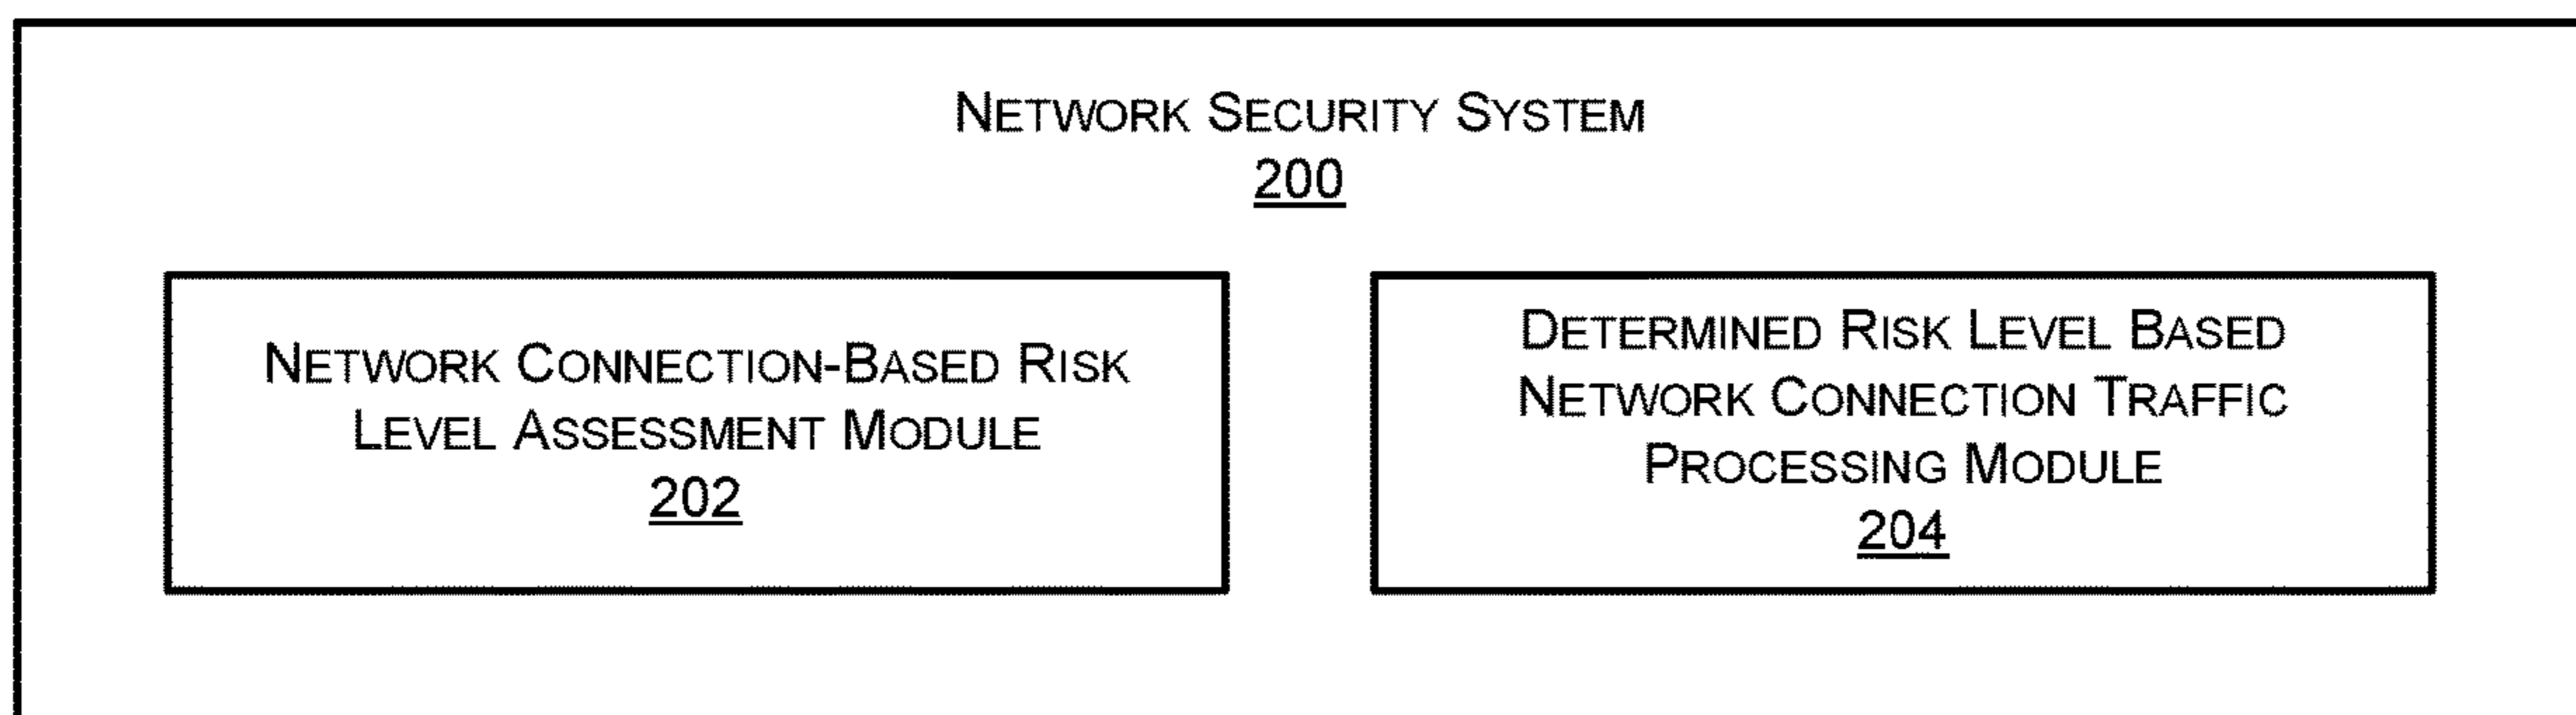 NETWORK SECURITY SYSTEM
200
NETWORK CONNECTION-BASED RISK
LEVEL ASSESSMENT MODULE
202
DETERMINED RISK LEVEL BASED
NETWORK CONNECTION TRAFFIC
PROCESSING MODULE
204